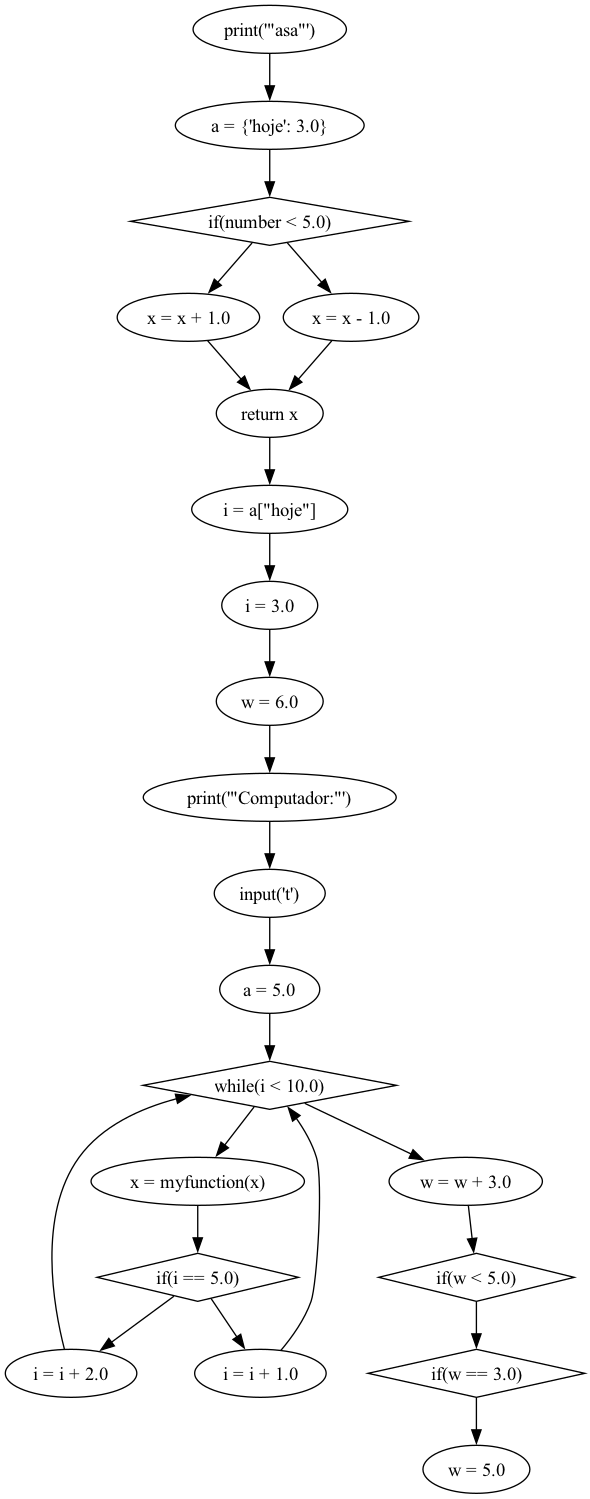 print('"asa"')
a = {'hoje': 3.0}
if(number < 5.0)
x = x + 1.0
x = x - 1.0
return x
i = a["hoje"]
i = 3.0
w = 6.0
print('"Computador:"')
input('t')
a = 5.0
while(i < 10.0)
x = myfunction(x)
w = w + 3.0
if(i == 5.0)
if(w < 5.0)
i = i + 2.0
i = i + 1.0
if(w == 3.0)
w = 5.0